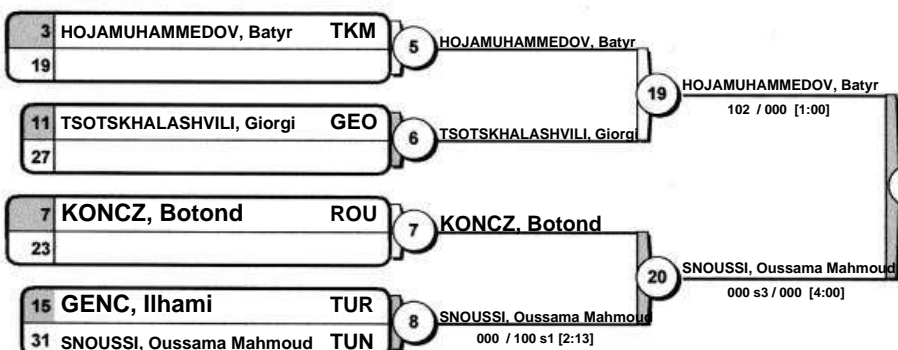 3 HOJAMUHAMMEDOV, Batyr TKM
19
5 HOJAMUHAMMEDOV, Batyr
19 HOJAMUHAMMEDOV, Batyr
102 / 000 [1:00]
11 TSOTSKHALASHVILI, Giorgi GEO
27
6 TSOTSKHALASHVILI, Giorgi
7 KONCZ, Botond ROU
23
7 KONCZ, Botond
20 SNOUSSI, Oussama Mahmoud
000 s3 / 000 [4:00]
15 GENC, Ilhami TUR
31 SNOUSSI, Oussama Mahmoud TUN
8 SNOUSSI, Oussama Mahmoud
000 / 100 s1 [2:13]